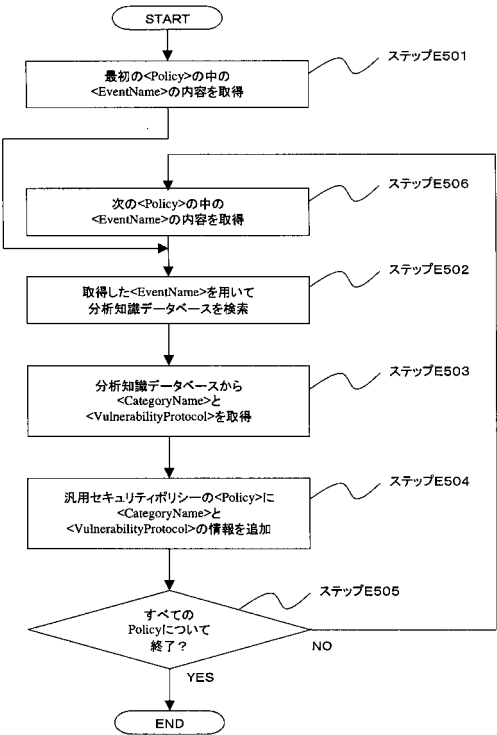 START
ステップE501
最初の<Policy>の中の
<EventName>の内容を取得
ステップE506
次の<Policy>の中の
<EventName>の内容を取得
ステップE502
取得した<EventName>を用いて
分析知識データベースを検索
ステップE503
分析知識データベースから
<CategoryName>と
<VulnerabilityProtocol>を取得
ステップE504
汎用セキュリティポリシーの<Policy>に
<CategoryName>と
<VulnerabilityProtocol>の情報を追加
ステップE505
すべての
Policyについて
終了？
NO
YES
END